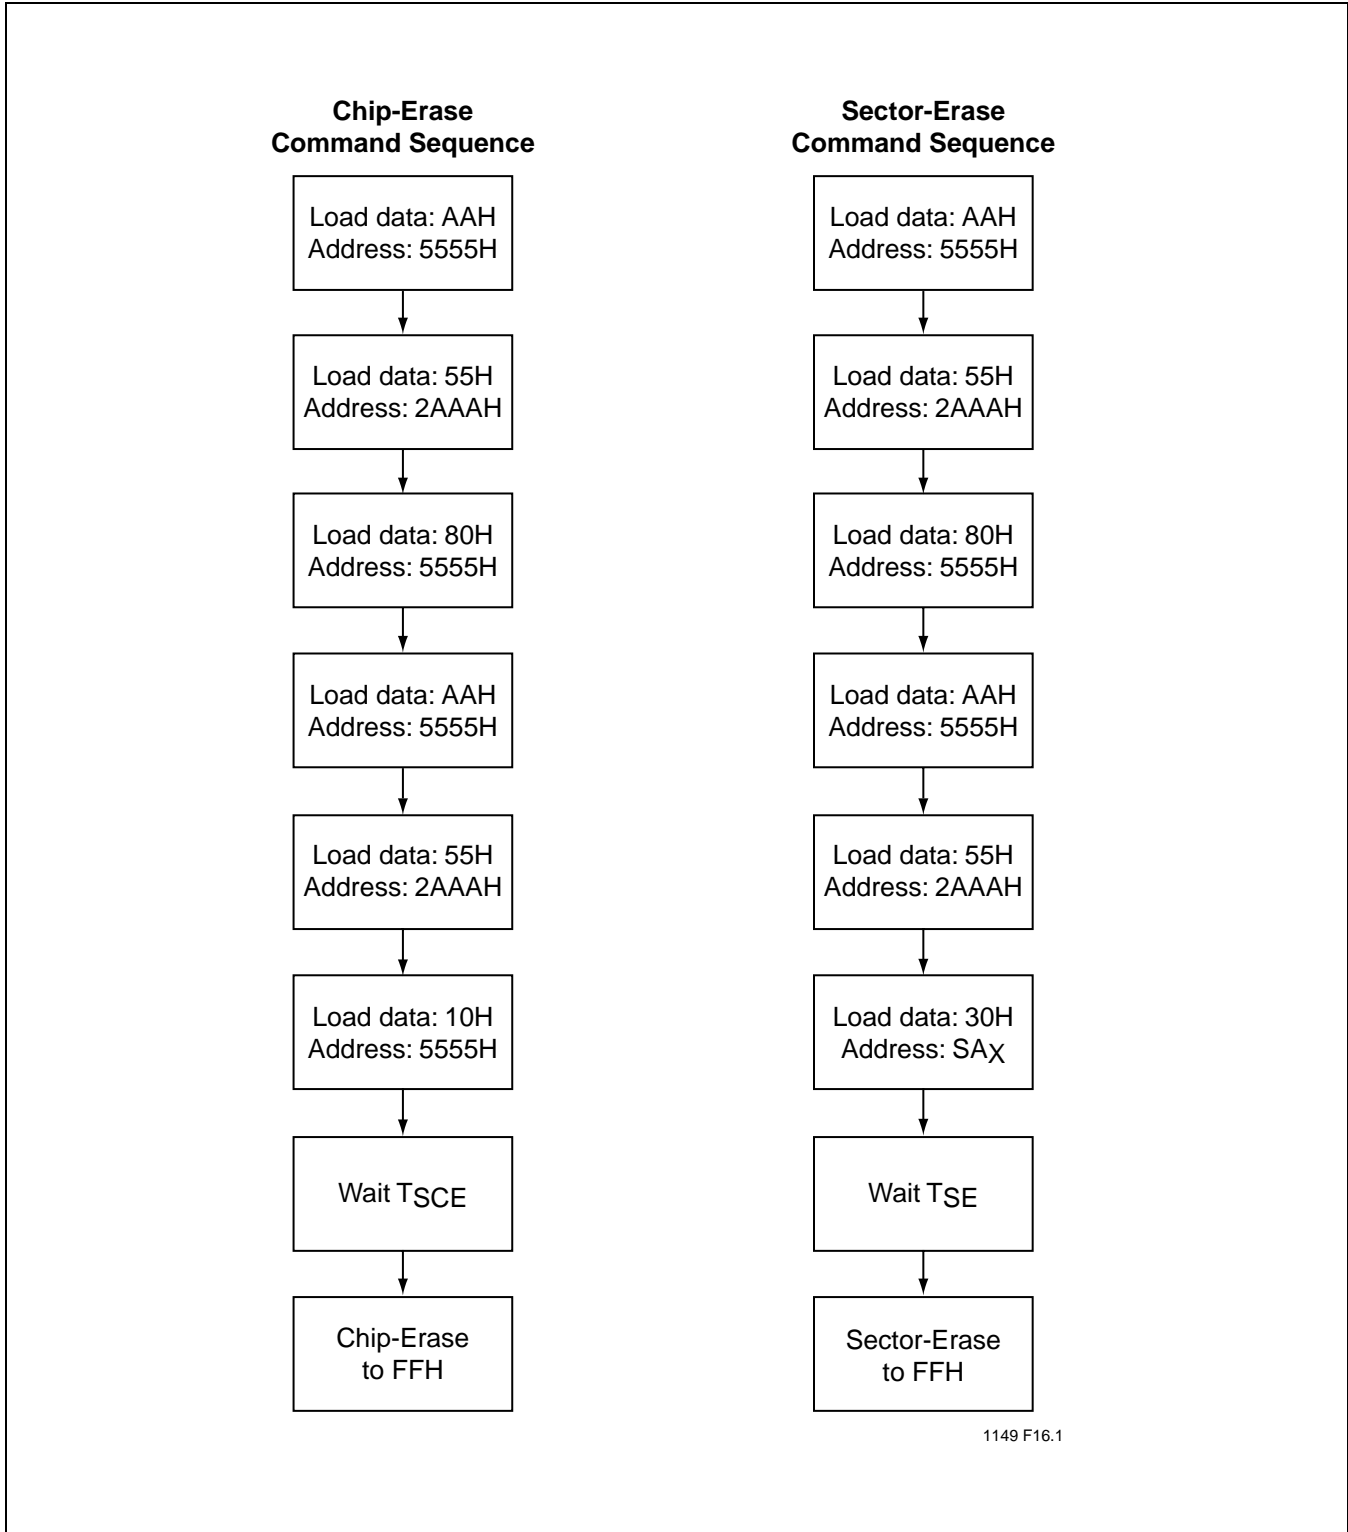 Chip-Erase
Command Sequence
Load data: AAH
Address: 5555H
Load data: 55H
Address: 2AAAH
Load data: 80H
Address: 5555H
Load data: AAH
Address: 5555H
Load data: 55H
Address: 2AAAH
Load data: 10H
Address: 5555H
Wait TSCE
Chip-Erase
to FFH
Sector-Erase
Command Sequence
Load data: AAH
Address: 5555H
Load data: 55H
Address: 2AAAH
Load data: 80H
Address: 5555H
Load data: AAH
Address: 5555H
Load data: 55H
Address: 2AAAH
Load data: 30H
Address: SAX
Wait TSE
Sector-Erase
to FFH
1149 F16.1